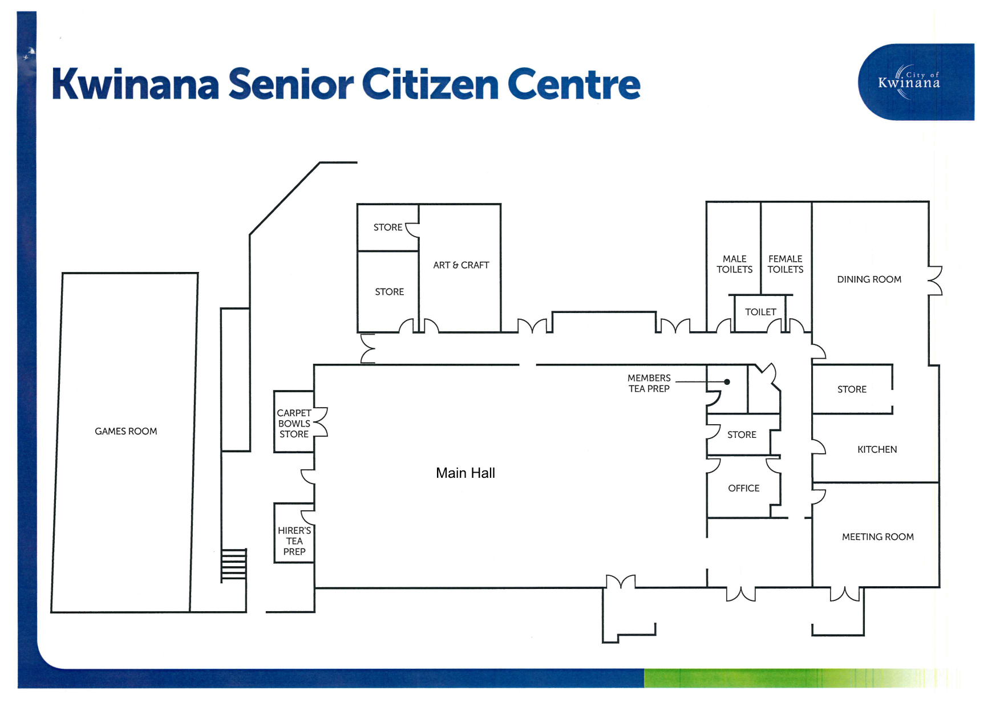 Kwinana Senior Citizen Centre
City of
Kwinana
STORE
ART & CRAFT
STORE
MALE
TOILETS
FEMALE
TOILETS
DINING ROOM
TOILET
MEMBERS
TEA PREP
STORE
CARPET
BOWLS
STORE
GAMES ROOM
STORE
KITCHEN
Main Hall
OFFICE
HIRER'S
TEA
PREP
MEETING ROOM